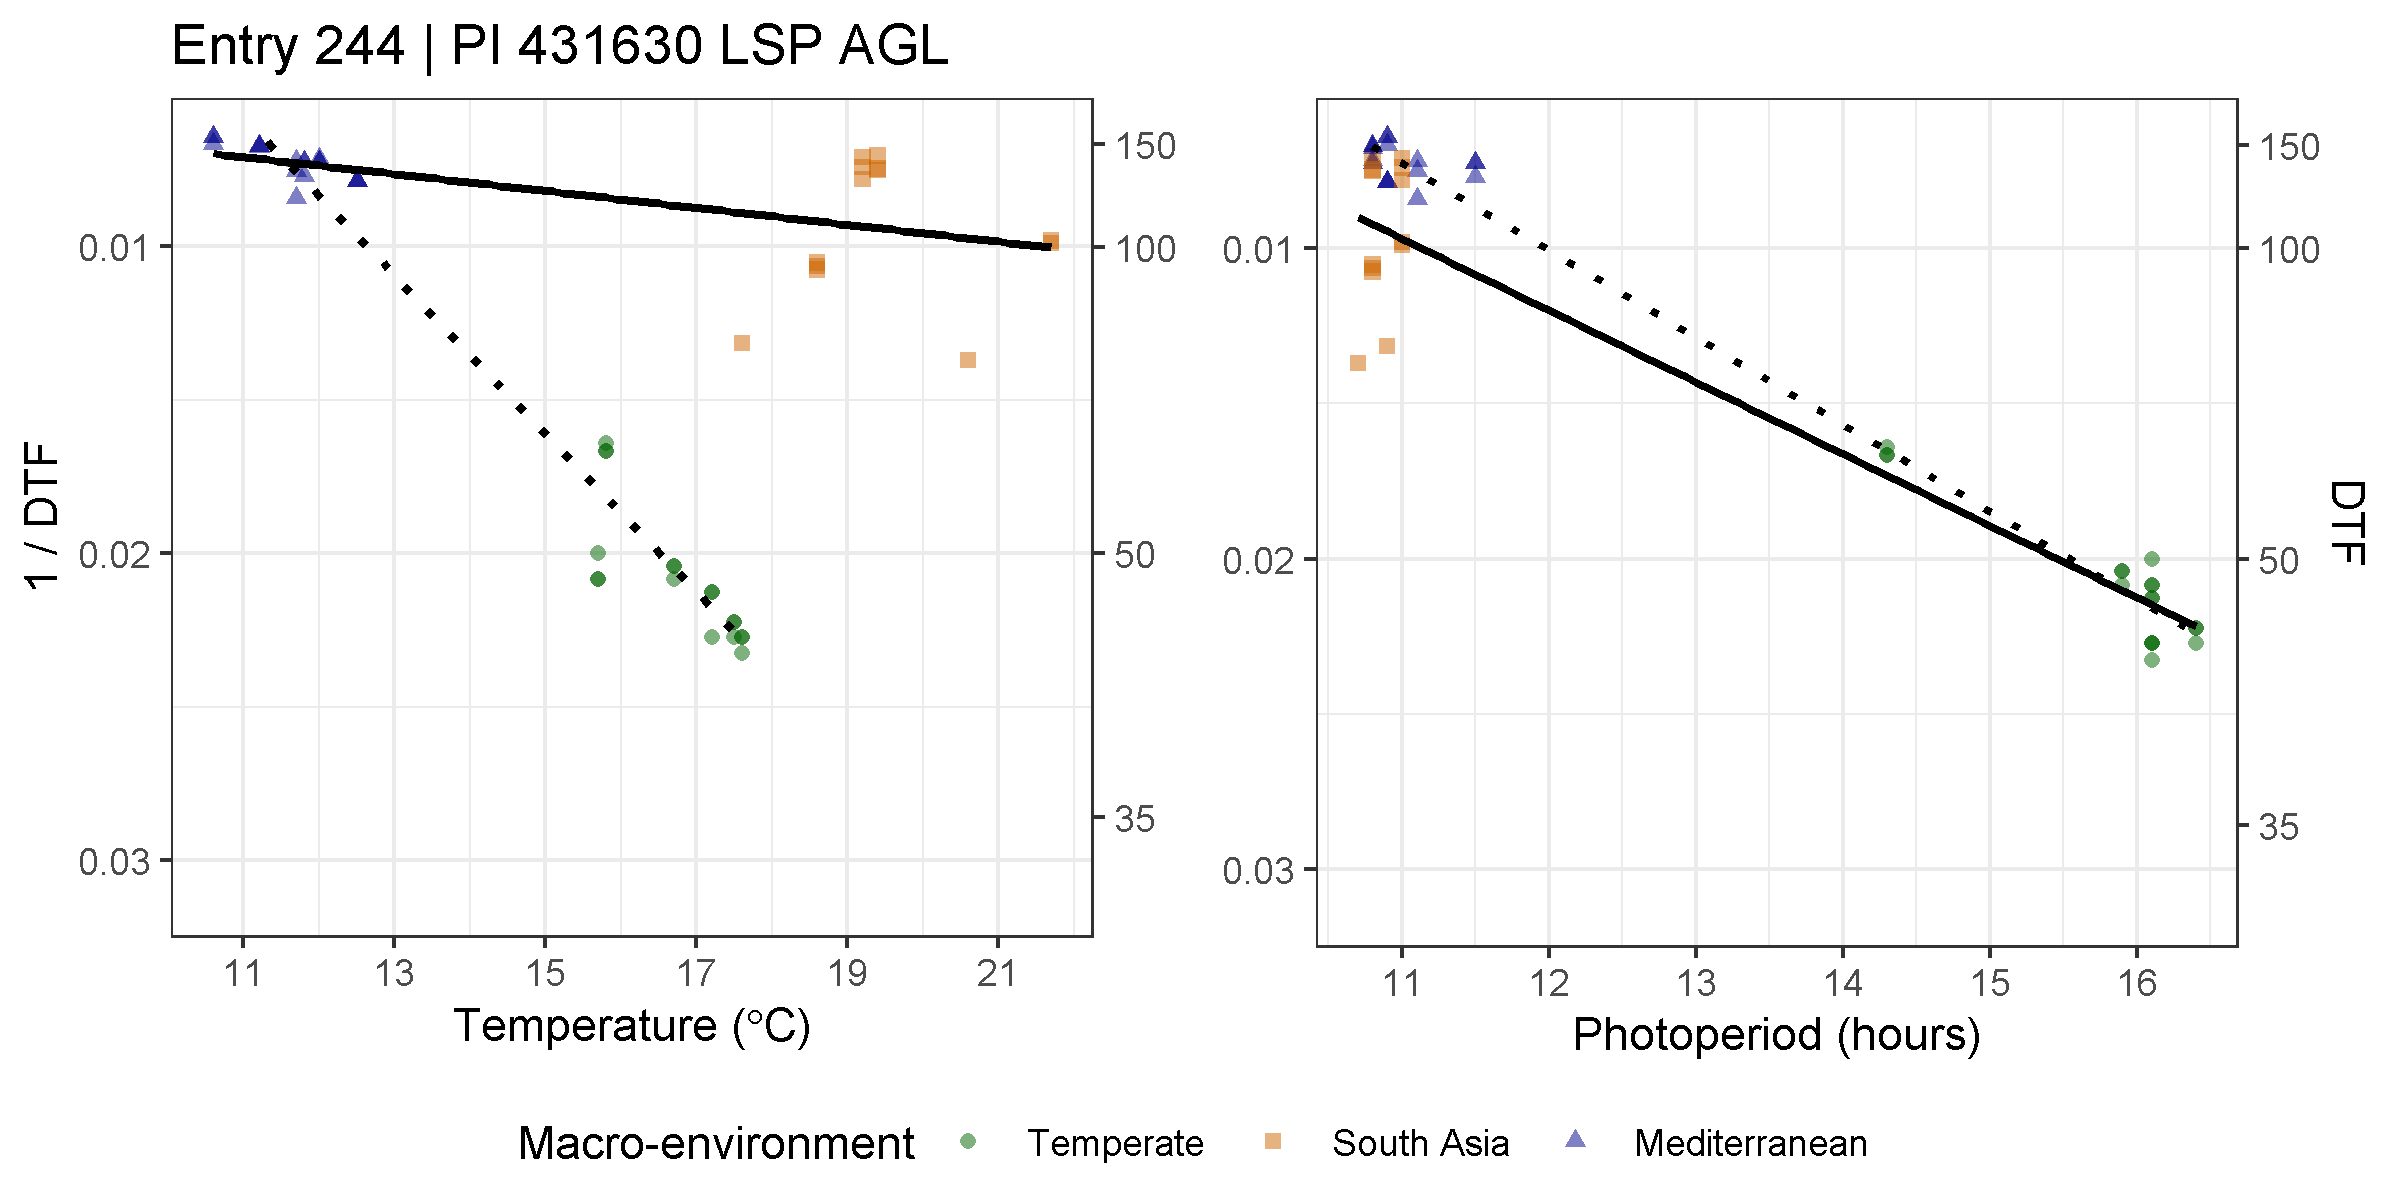 Entry 244 | PI 431630 LSP AGL
1 / DTF
0.01
0.02
0.03
150
100
50
35
11 13 15 17 19 21
Temperature (°C)
0.01
0.02
0.03
150
100
50
35
DTF
11 12 13 14 15 16
Photoperiod (hours)
Macro-environment Temperate South Asia Mediterranean